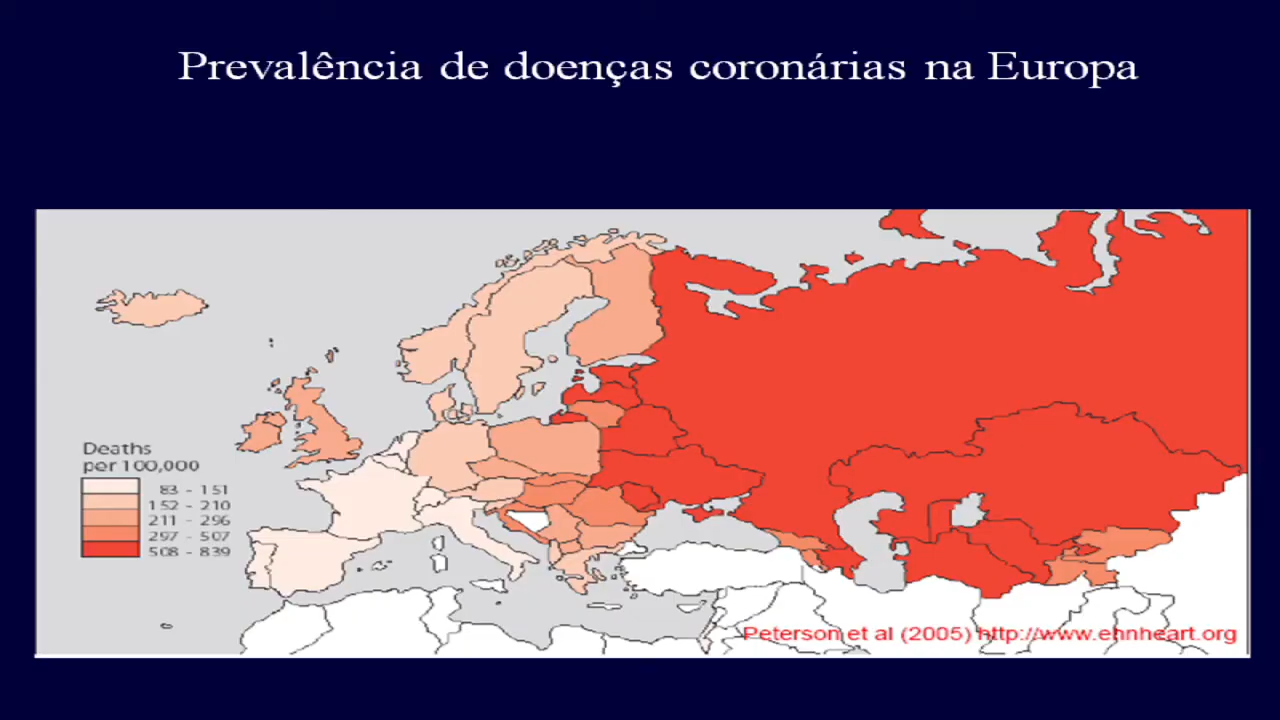 Prevalência de doenças coronárias na Europa
Deaths
per 100,000
83 - 151
152 - 210
211 - 296
297 - 507
508 - 839
Peterson et al (2005) http://www.ehnheart.org